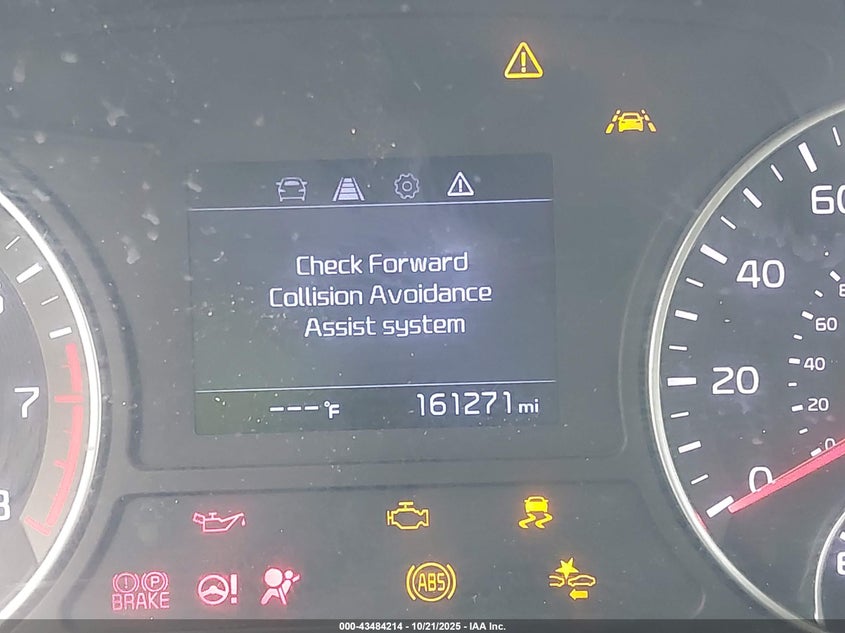 Check Forward
Collision Avoidance
Assist system
---°F 161271 mi
7
8
60
40
20
0
60
40
20
0
BRAKE
P
ABS
000-43484214 - 10/21/2025 - IAA Inc.